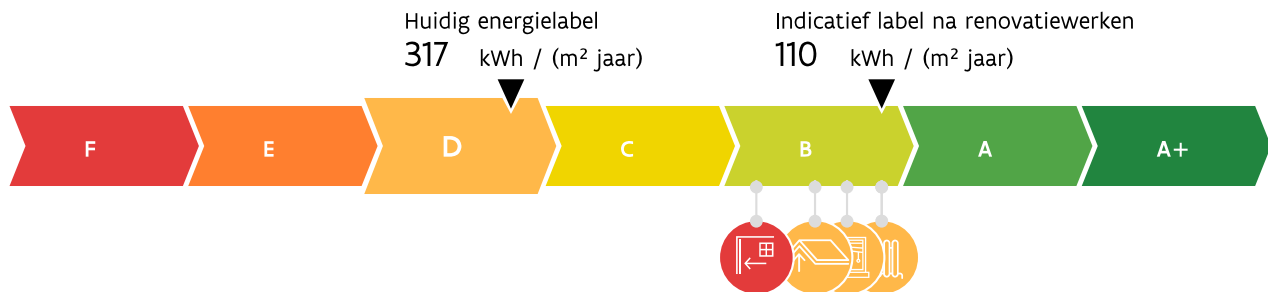 Huidig energielabel
317 kWh / (m² jaar)
Indicatief label na renovatiewerken
110 kWh / (m² jaar)
F E D C B A A+